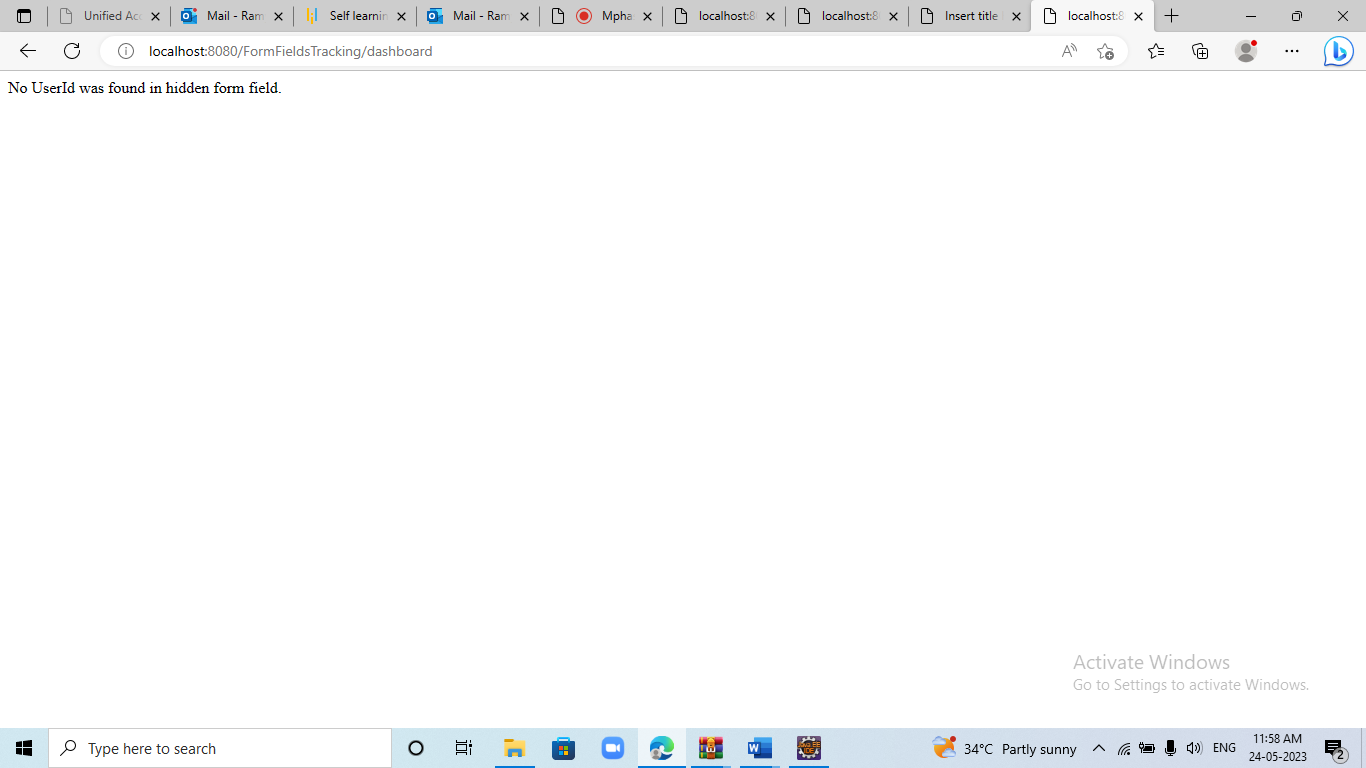 Unified Acc
Mail - Ram
Self learnin
Mail - Ram
Mpha
localhost:8
localhost:8
Insert title
localhost:8
localhost:8080/FormFieldsTracking/dashboard
No UserId was found in hidden form field.
Activate Windows
Go to Settings to activate Windows.
Type here to search
34°C Partly sunny
ENG
11:58 AM
24-05-2023
2